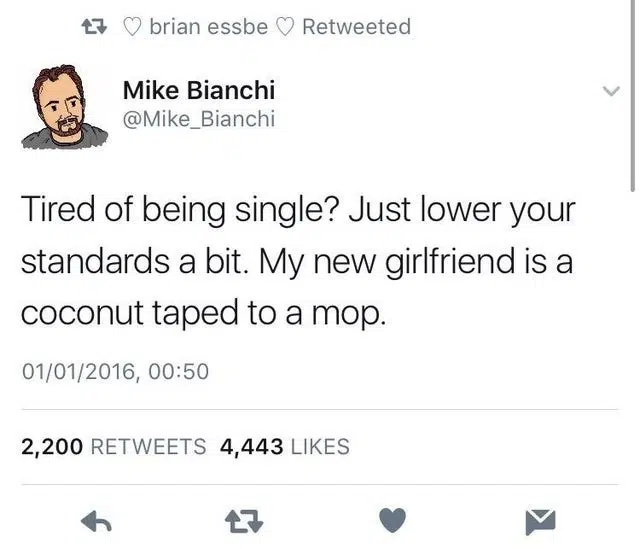 ♡ brian essbe ♡ Retweeted
Mike Bianchi
@Mike_Bianchi
Tired of being single? Just lower your
standards a bit. My new girlfriend is a
coconut taped to a mop.
01/01/2016, 00:50
2,200 RETWEETS 4,443 LIKES